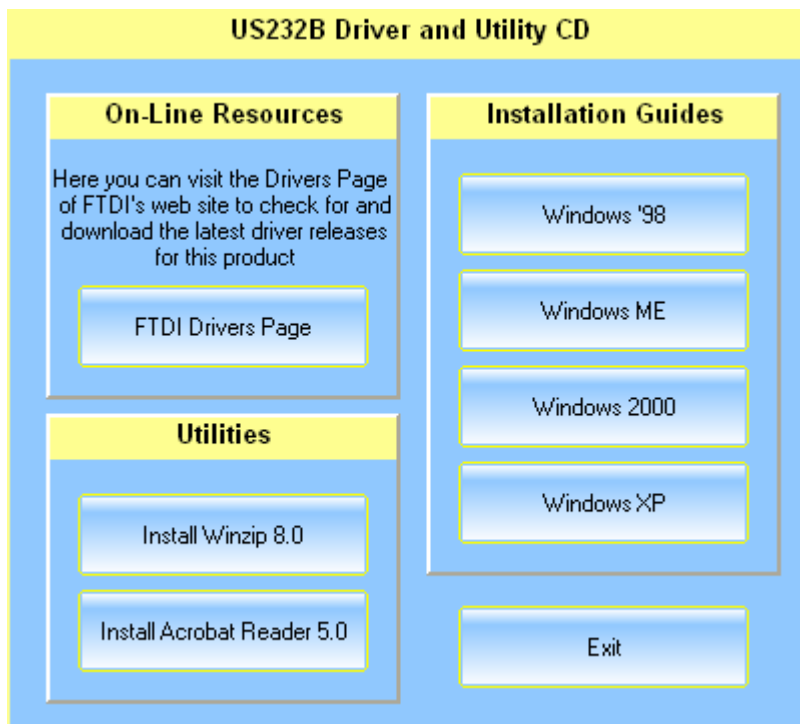 US232B Driver and Utility CD
On-Line Resources
Here you can visit the Drivers Page
of FTDI's web site to check for and
download the latest driver releases
for this product
FTDI Drivers Page
Utilities
Install Winzip 8.0
Install Acrobat Reader 5.0
Installation Guides
Windows '98
Windows ME
Windows 2000
Windows XP
Exit